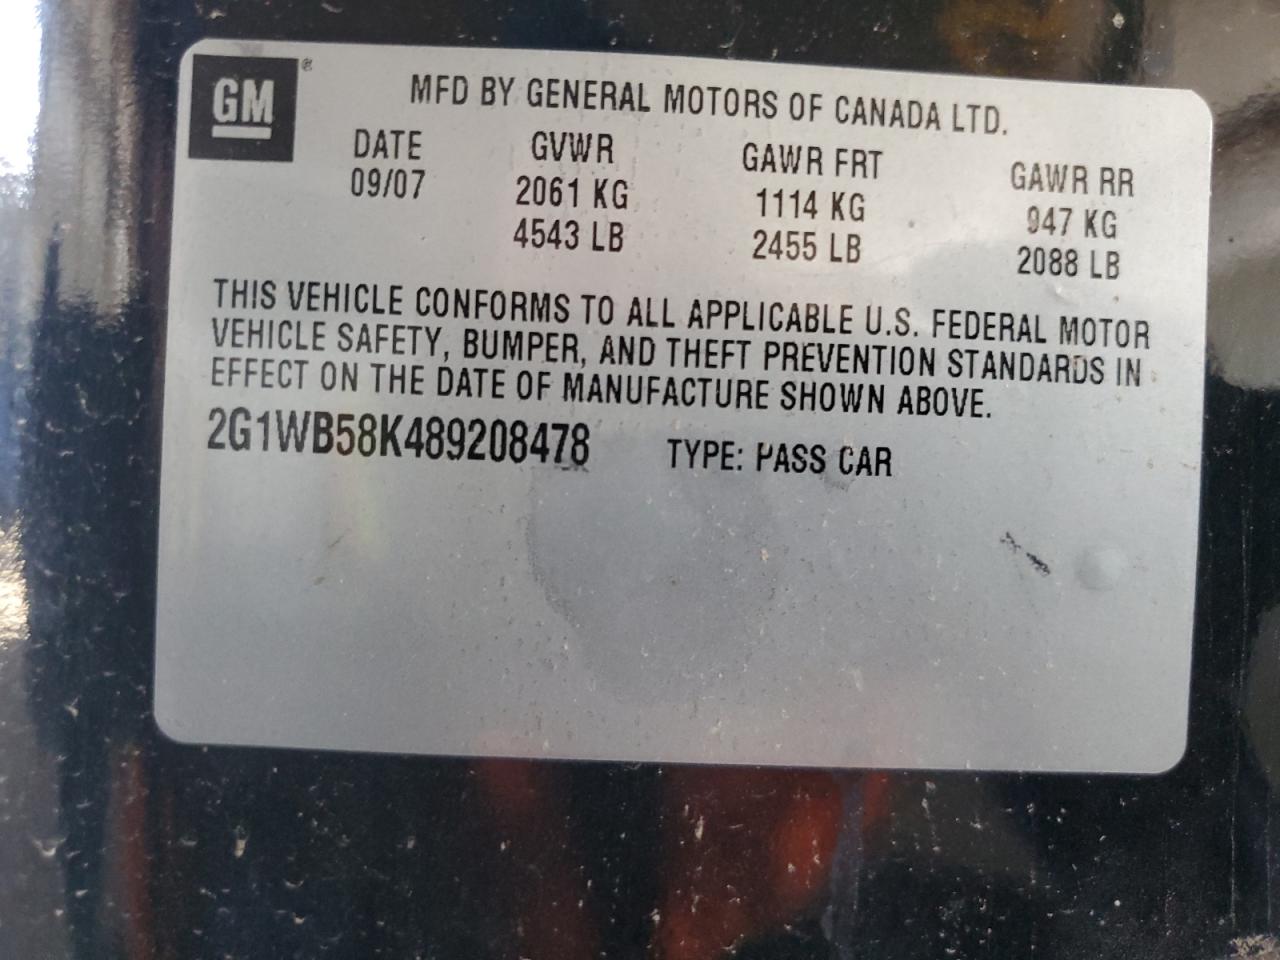 GM®
MFD BY GENERAL MOTORS OF CANADA LTD.
DATE GVWR GAWR FRT GAWR RR
09/07 2061 KG 1114 KG 947 KG
4543 LB 2455 LB 2088 LB
THIS VEHICLE CONFORMS TO ALL APPLICABLE U.S. FEDERAL MOTOR
VEHICLE SAFETY, BUMPER, AND THEFT PREVENTION STANDARDS IN
EFFECT ON THE DATE OF MANUFACTURE SHOWN ABOVE.
2G1WB58K489208478 TYPE: PASS CAR